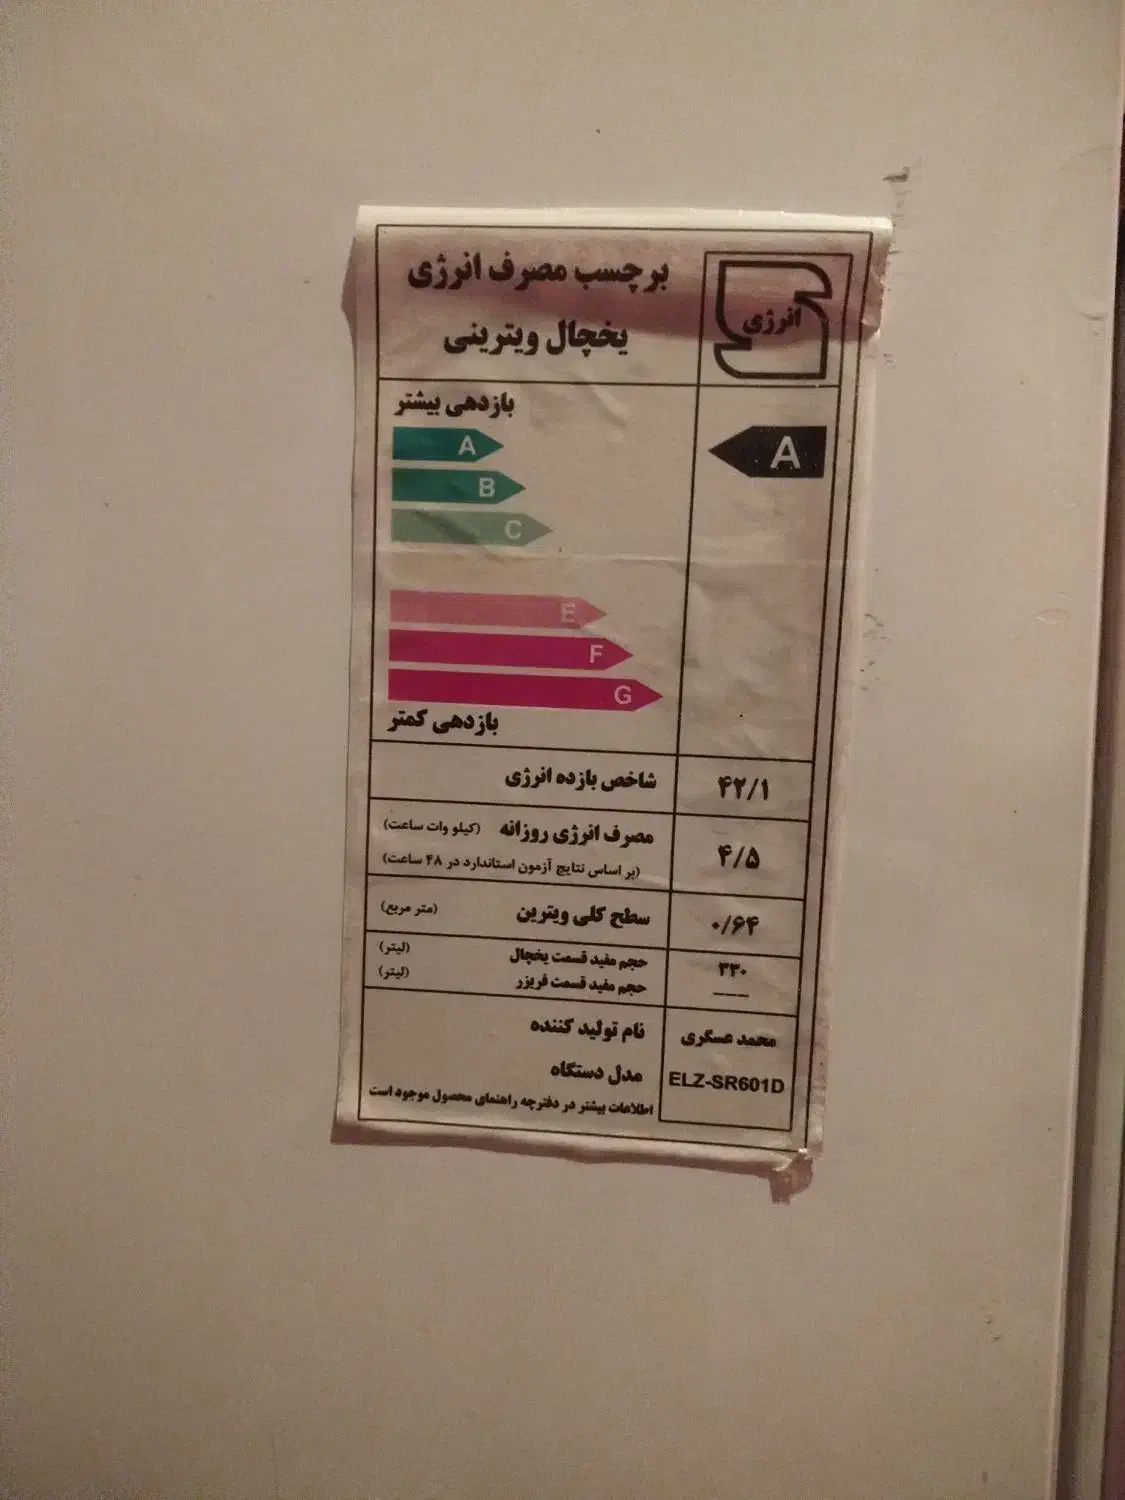 برچسب مصرف انرژی
یخچال ویترینی
انرژی
بازدهی بیشتر
A
A
B
C
E
F
G
بازدهی کمتر
شاخص بازده انرژی ۴۲/۱
مصرف انرژی روزانه (کیلو وات ساعت) ۴/۵
(بر اساس نتایج آزمون استاندارد در ۴۸ ساعت)
سطح کلی ویترین (متر مربع) ۰/۶۴
حجم مفید قسمت یخچال (لیتر) ۳۳۰
حجم مفید قسمت فریزر (لیتر) ---
نام تولید کننده محمد عسگری
مدل دستگاه ELZ-SR601D
اطلاعات بیشتر در دفترچه راهنمای محصول موجود است